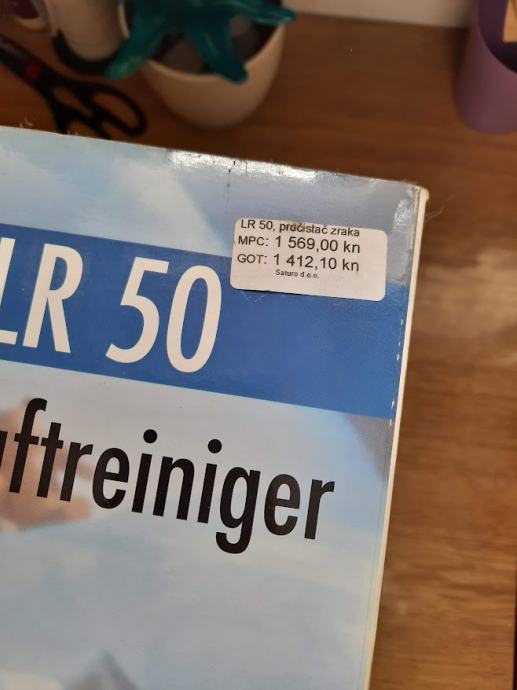 LR 50, pročistač zraka
MPC: 1 569,00 kn
GOT: 1 412,10 kn
Saturo d.o.o.
LR 50
uftreiniger